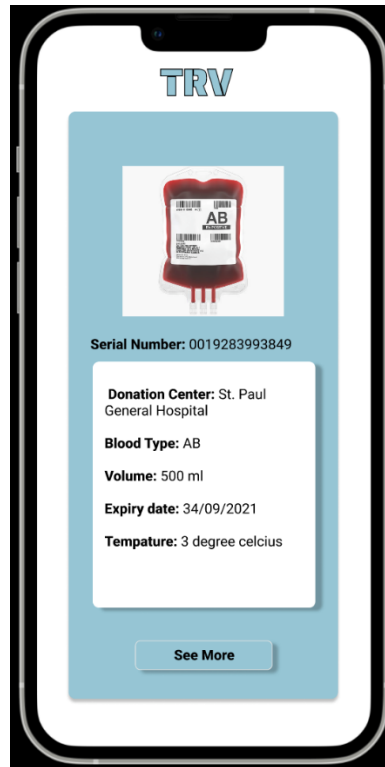 TRV
AB
Serial Number: 0019283993849
Donation Center: St. Paul
General Hospital
Blood Type: AB
Volume: 500 ml
Expiry date: 34/09/2021
Tempature: 3 degree celcius
See More